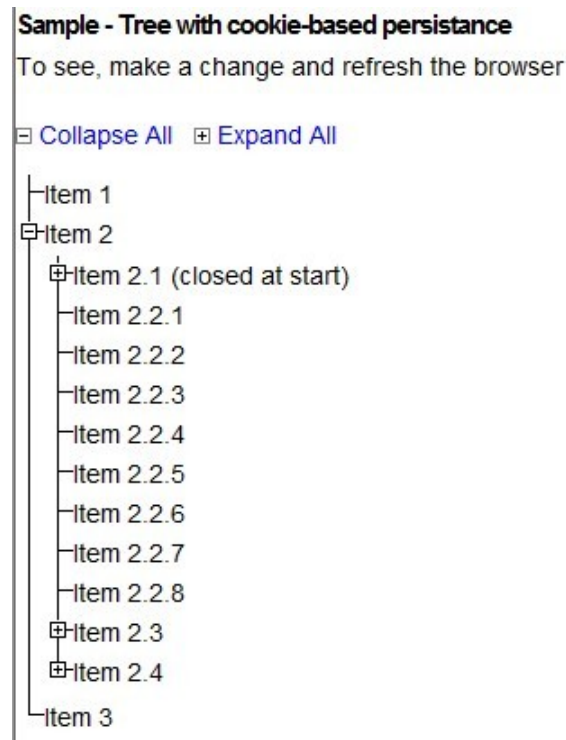 Sample - Tree with cookie-based persistance
To see, make a change and refresh the browser
Collapse All Expand All
Item 1
Item 2
Item 2.1 (closed at start)
Item 2.2.1
Item 2.2.2
Item 2.2.3
Item 2.2.4
Item 2.2.5
Item 2.2.6
Item 2.2.7
Item 2.2.8
Item 2.3
Item 2.4
Item 3